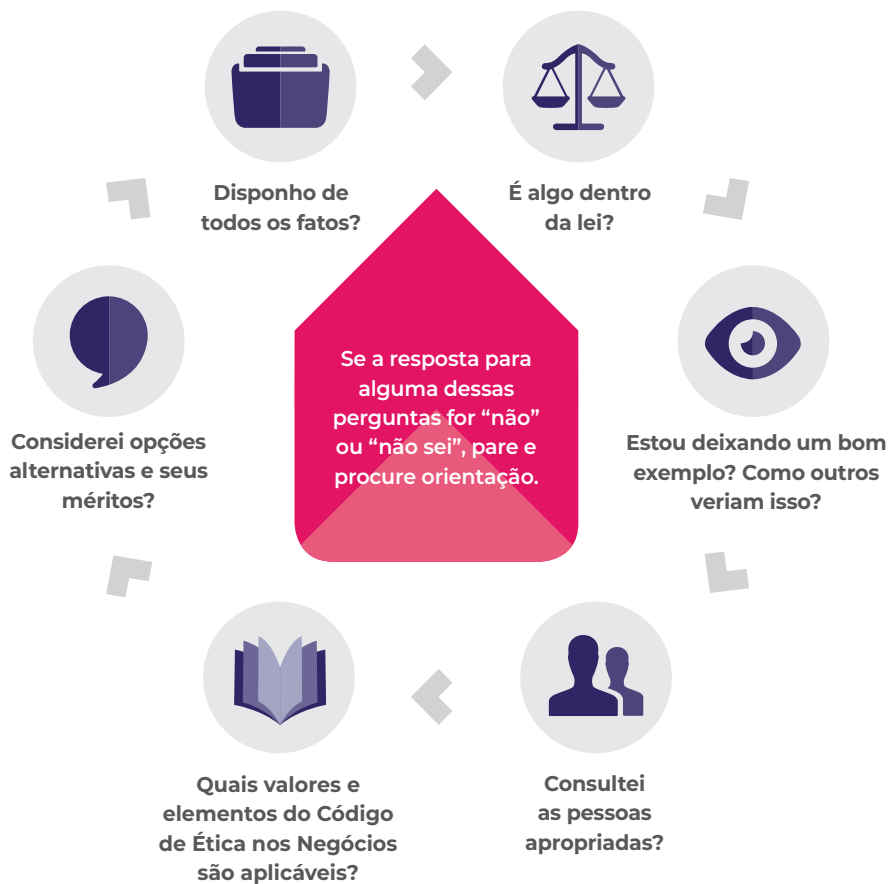 Disponho de
todos os fatos?
É algo dentro
da lei?
Estou deixando um bom
exemplo? Como outros
veriam isso?
Consultei
as pessoas
apropriadas?
Quais valores e
elementos do Código
de Ética nos Negócios
são aplicáveis?
Considerei opções
alternativas e seus
méritos?
Se a resposta para
alguma dessas
perguntas for “não”
ou “não sei”, pare e
procure orientação.